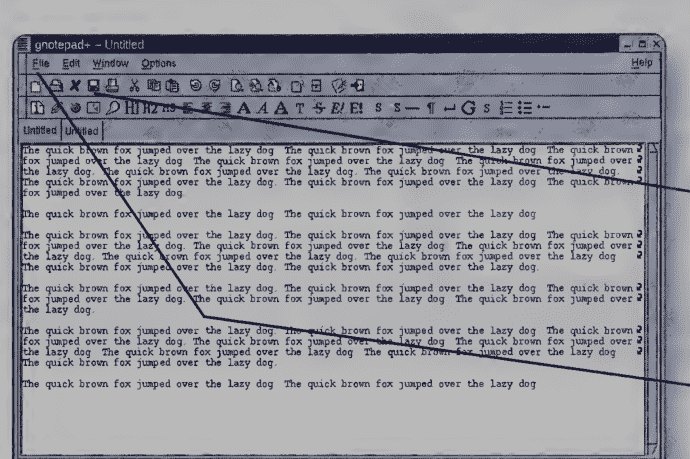 gnotepad+ – Untitled
File Edit Window Options Help
H1 H2 H3 A A A T S E! E! S S ¶ G S
Untitled Untitled
The quick brown fox jumped over the lazy dog The quick brown fox jumped over the lazy dog The quick brown
fox jumped over the lazy dog The quick brown fox jumped over the lazy dog The quick brown fox jumped over
the lazy dog. The quick brown fox jumped over the lazy dog. The quick brown fox jumped over the lazy dog.
The quick brown fox jumped over the lazy dog. The quick brown fox jumped over the lazy dog The quick brown
fox jumped over the lazy dog.
The quick brown fox jumped over the lazy dog The quick brown fox jumped over the lazy dog
The quick brown fox jumped over the lazy dog The quick brown fox jumped over the lazy dog The quick brown
fox jumped over the lazy dog. The quick brown fox jumped over the lazy dog The quick brown fox jumped over
the lazy dog. The quick brown fox jumped over the lazy dog. The quick brown fox jumped over the lazy dog
The quick brown fox jumped over the lazy dog. The quick brown fox jumped over the lazy dog.
The quick brown fox jumped over the lazy dog. The quick brown fox jumped over the lazy dog The quick brown
fox jumped over the lazy dog. The quick brown fox jumped over the lazy dog The quick brown fox jumped over
the lazy dog.
The quick brown fox jumped over the lazy dog The quick brown fox jumped over the lazy dog The quick brown
fox jumped over the lazy dog. The quick brown fox jumped over the lazy dog The quick brown fox jumped over
the lazy dog The quick brown fox jumped over the lazy dog The quick brown fox jumped over the lazy dog
The quick brown fox jumped over the lazy dog.
The quick brown fox jumped over the lazy dog The quick brown fox jumped over the lazy dog